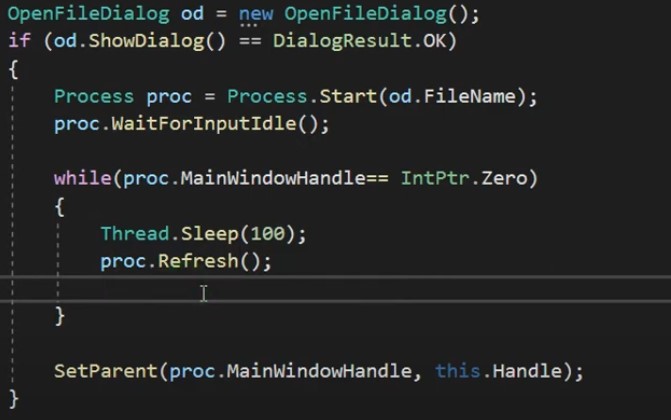 OpenFileDialog od = new OpenFileDialog();
if (od.ShowDialog() == DialogResult.OK)
{
Process proc = Process.Start(od.FileName);
proc.WaitForInputIdle();
while(proc.MainWindowHandle== IntPtr.Zero)
{
Thread.Sleep(100);
proc.Refresh();
}
SetParent(proc.MainWindowHandle, this.Handle);
}